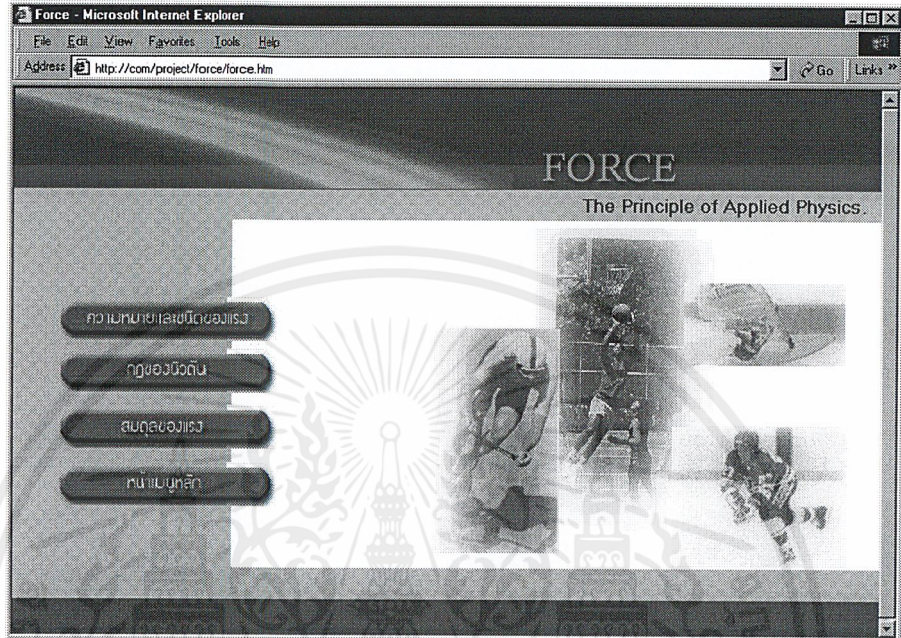 Force - Microsoft Internet Explorer
File Edit View Favorites Tools Help
Address http://com/project/force/force.htm Go Links »
FORCE
The Principle of Applied Physics.
ความหมายและชนิดของแรง
กฎของนิวตัน
สมดุลของแรง
หน้าเมนูหลัก